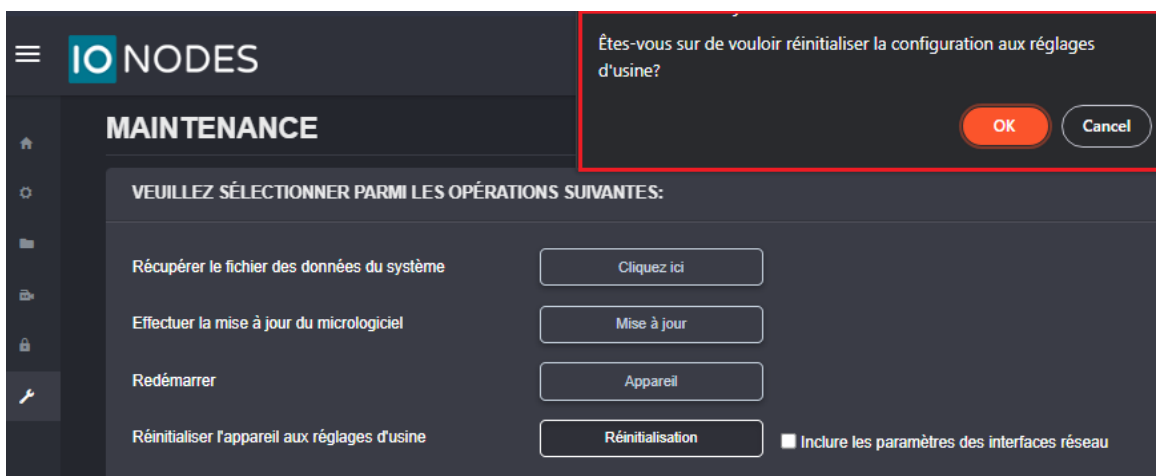 IO NODES
Êtes-vous sur de vouloir réinitialiser la configuration aux réglages
d'usine?
OK
Cancel
MAINTENANCE
VEUILLEZ SÉLECTIONNER PARMI LES OPÉRATIONS SUIVANTES:
Récupérer le fichier des données du système
Cliquez ici
Effectuer la mise à jour du micrologiciel
Mise à jour
Redémarrer
Appareil
Réinitialiser l'appareil aux réglages d'usine
Réinitialisation
Inclure les paramètres des interfaces réseau